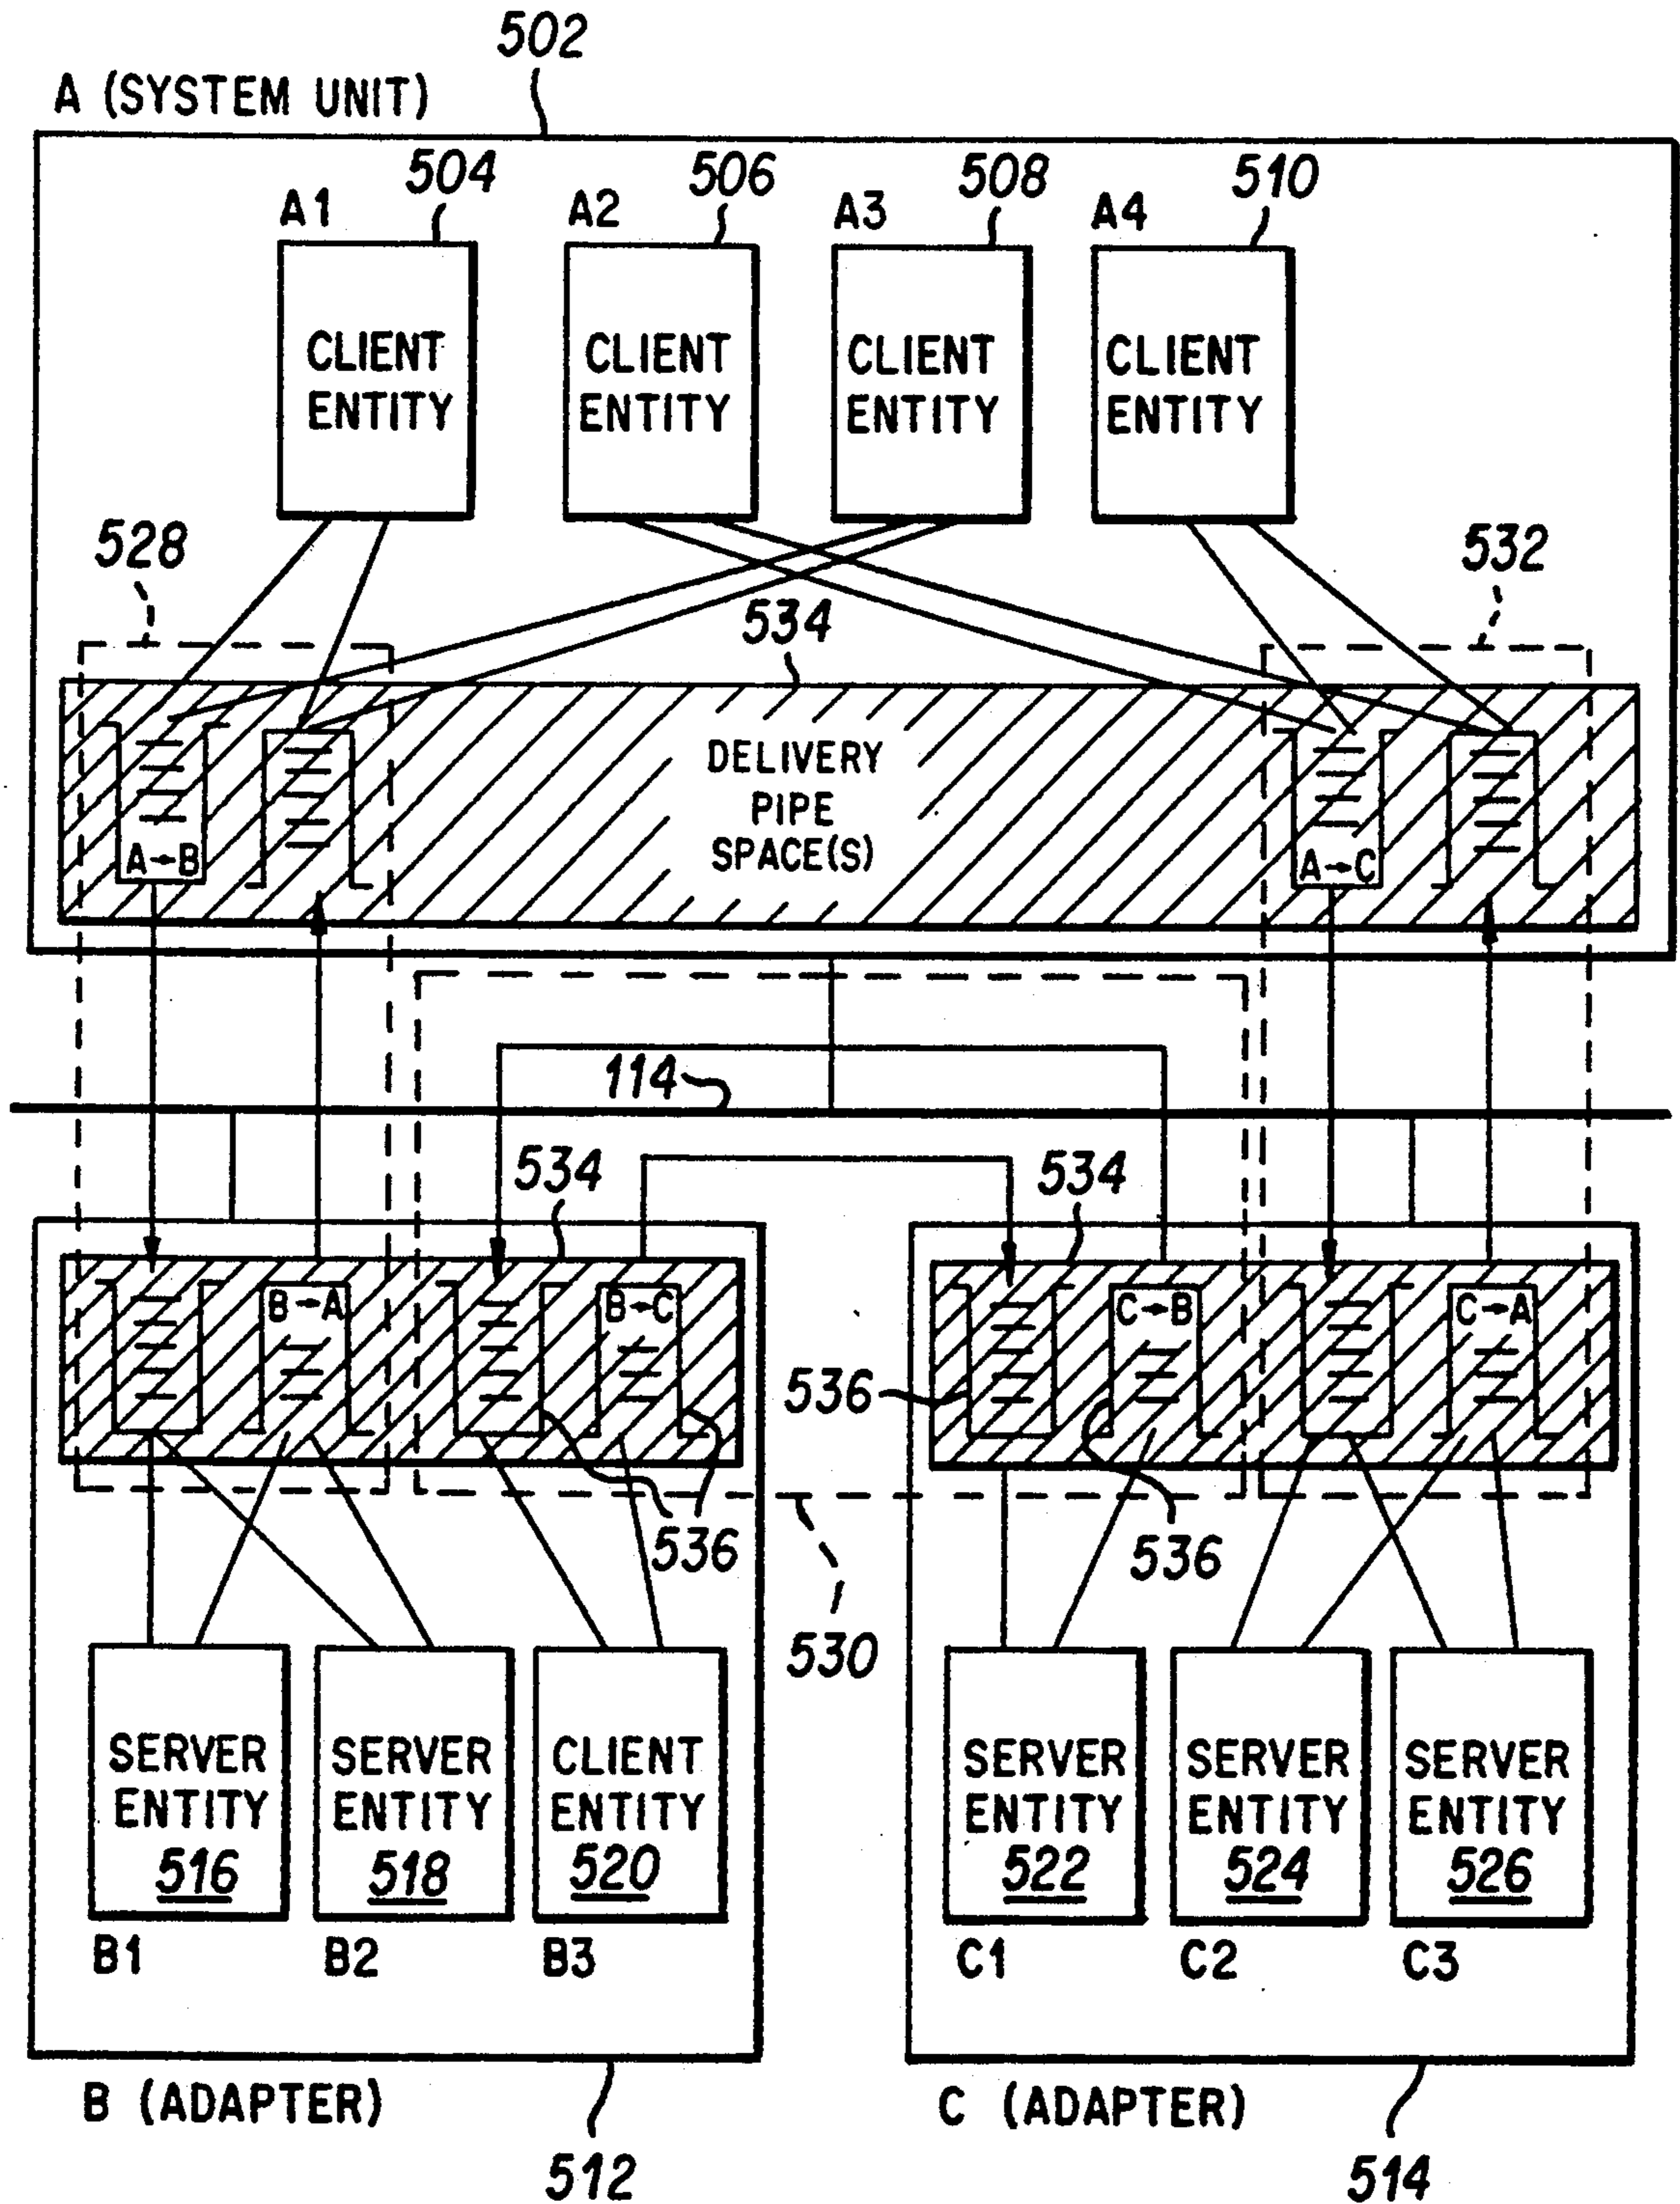 502
A (SYSTEM UNIT)
504
506
508
510
A1
A2
A3
A4
CLIENT
ENTITY
CLIENT
ENTITY
CLIENT
ENTITY
CLIENT
ENTITY
528
532
534
DELIVERY
PIPE
SPACE(S)
A→B
A→C
114
534
534
B→A
B→C
C→B
C→A
536
536
536
530
SERVER
ENTITY
516
SERVER
ENTITY
518
CLIENT
ENTITY
520
SERVER
ENTITY
522
SERVER
ENTITY
524
SERVER
ENTITY
526
B1
B2
B3
C1
C2
C3
B (ADAPTER)
C (ADAPTER)
512
514